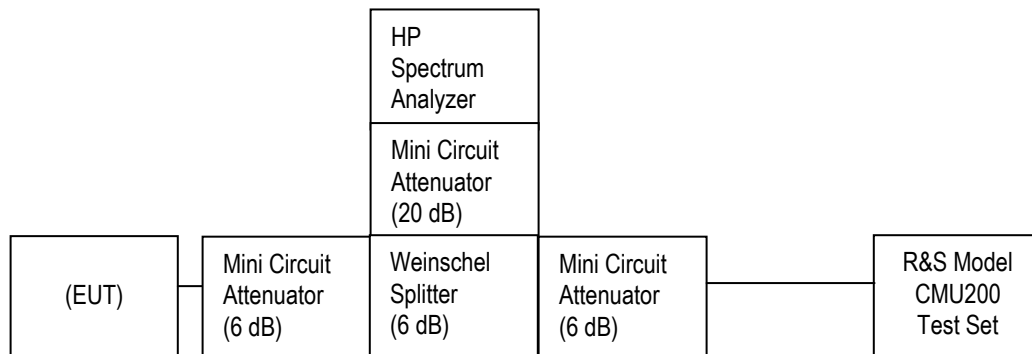 HP
Spectrum
Analyzer
Mini Circuit
Attenuator
(20 dB)
(EUT)
Mini Circuit
Attenuator
(6 dB)
Weinschel
Splitter
(6 dB)
Mini Circuit
Attenuator
(6 dB)
R&S Model
CMU200
Test Set